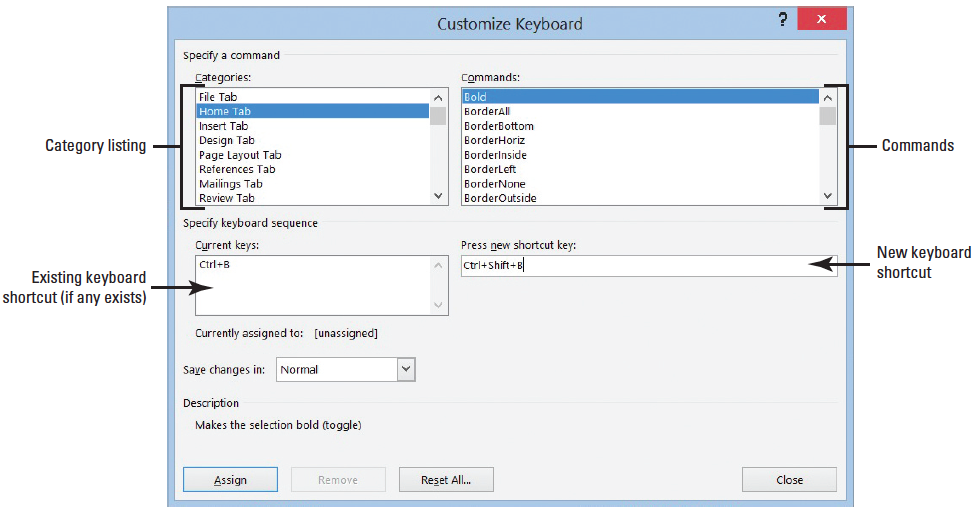 Customize Keyboard
?
x
Specify a command
Categories:
Commands:
File Tab
Home Tab
Insert Tab
Design Tab
Page Layout Tab
References Tab
Mailings Tab
Review Tab
Bold
BorderAll
BorderBottom
BorderHoriz
BorderInside
BorderLeft
BorderNone
BorderOutside
Category listing
Commands
Specify keyboard sequence
Current keys:
Press new shortcut key:
Ctrl+B
Ctrl+Shift+B
Existing keyboard
shortcut (if any exists)
New keyboard
shortcut
Currently assigned to: [unassigned]
Save changes in: Normal
Description
Makes the selection bold (toggle)
Assign
Remove
Reset All...
Close